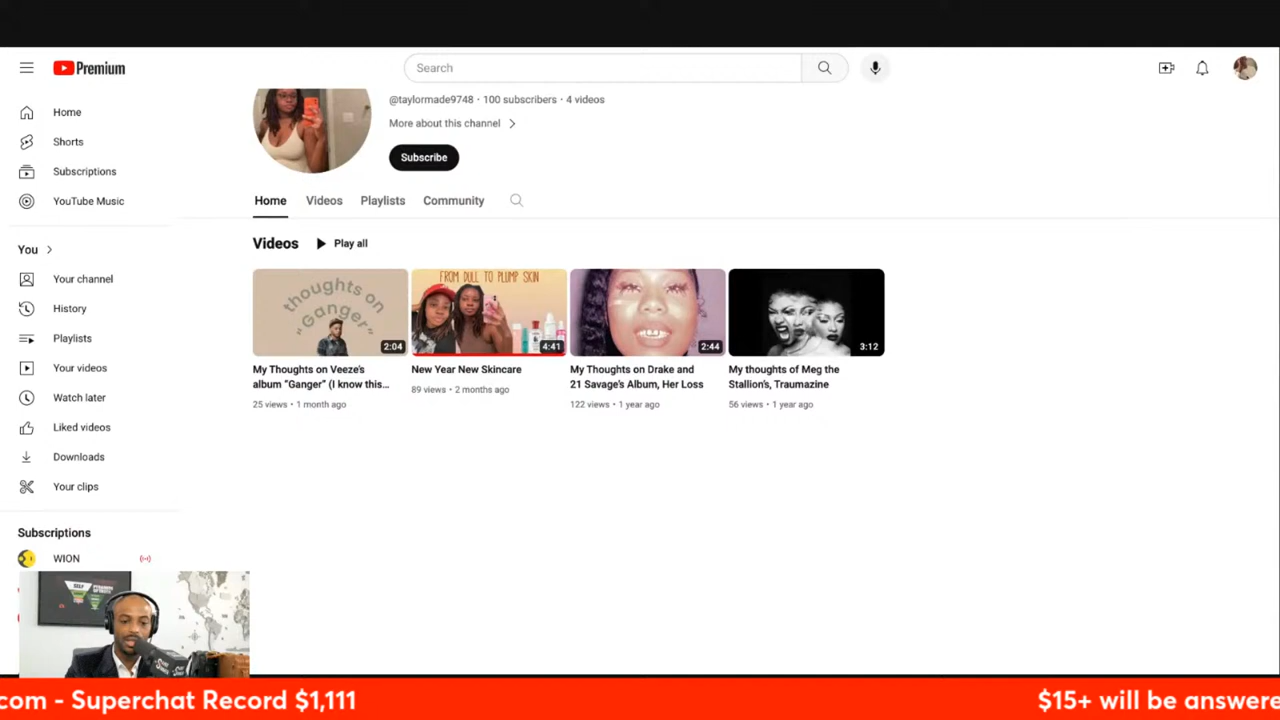 Premium
Search
@taylormade9748 · 100 subscribers · 4 videos
More about this channel
Subscribe
Home
Shorts
Subscriptions
YouTube Music
You
Your channel
History
Playlists
Your videos
Watch later
Liked videos
Downloads
Your clips
Subscriptions
WION
Home Videos Playlists Community
Videos Play all
thoughts on
"Ganger"
2:04
My Thoughts on Veeze's
album "Ganger" (I know this...
25 views · 1 month ago
FROM DULL TO PLUMP SKIN
4:41
New Year New Skincare
89 views · 2 months ago
2:44
My Thoughts on Drake and
21 Savage's Album, Her Loss
122 views · 1 year ago
3:12
My thoughts of Meg the
Stallion's, Traumazine
56 views · 1 year ago
com - Superchat Record $1,111
$15+ will be answere